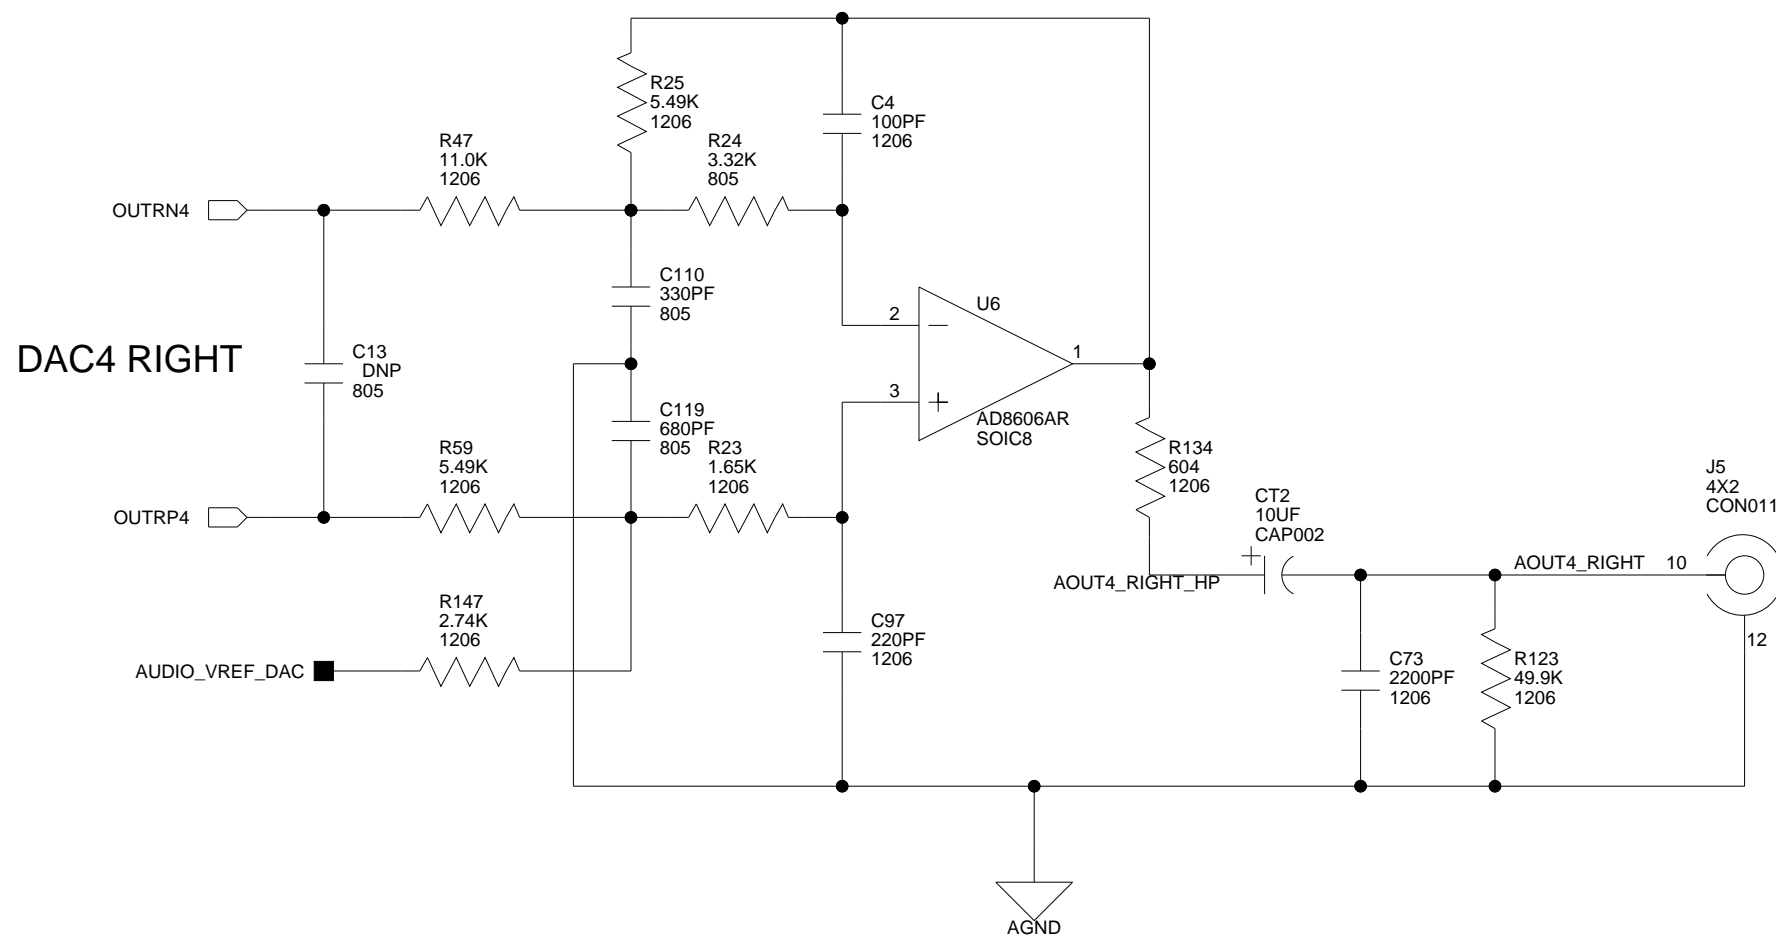 R25
5.49K
1206
C4
100PF
1206
R47
11.0K
1206
R24
3.32K
805
OUTRN4
C110
330PF
805
2
U6
DAC4 RIGHT
C13
DNP
805
1
3
C119
680PF
805
AD8606AR
SOIC8
R59
5.49K
1206
R23
1.65K
1206
R134
604
1206
J5
4X2
CON011
OUTRP4
CT2
10UF
CAP002
AOUT4_RIGHT 10
AOUT4_RIGHT_HP
R147
2.74K
1206
C97
220PF
1206
12
AUDIO_VREF_DAC
C73
2200PF
1206
R123
49.9K
1206
AGND